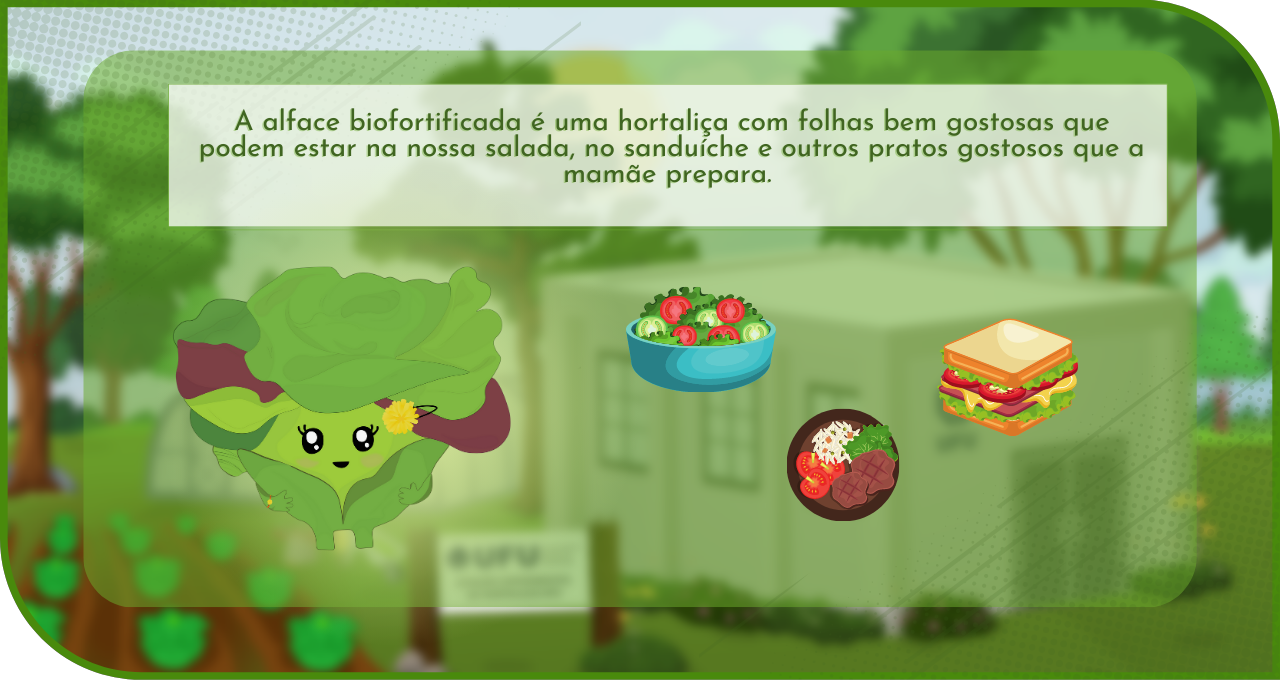 A alface biofortificada é uma hortaliça com folhas bem gostosas que
podem estar na nossa salada, no sanduíche e outros pratos gostosos que a
mamãe prepara.
UFU